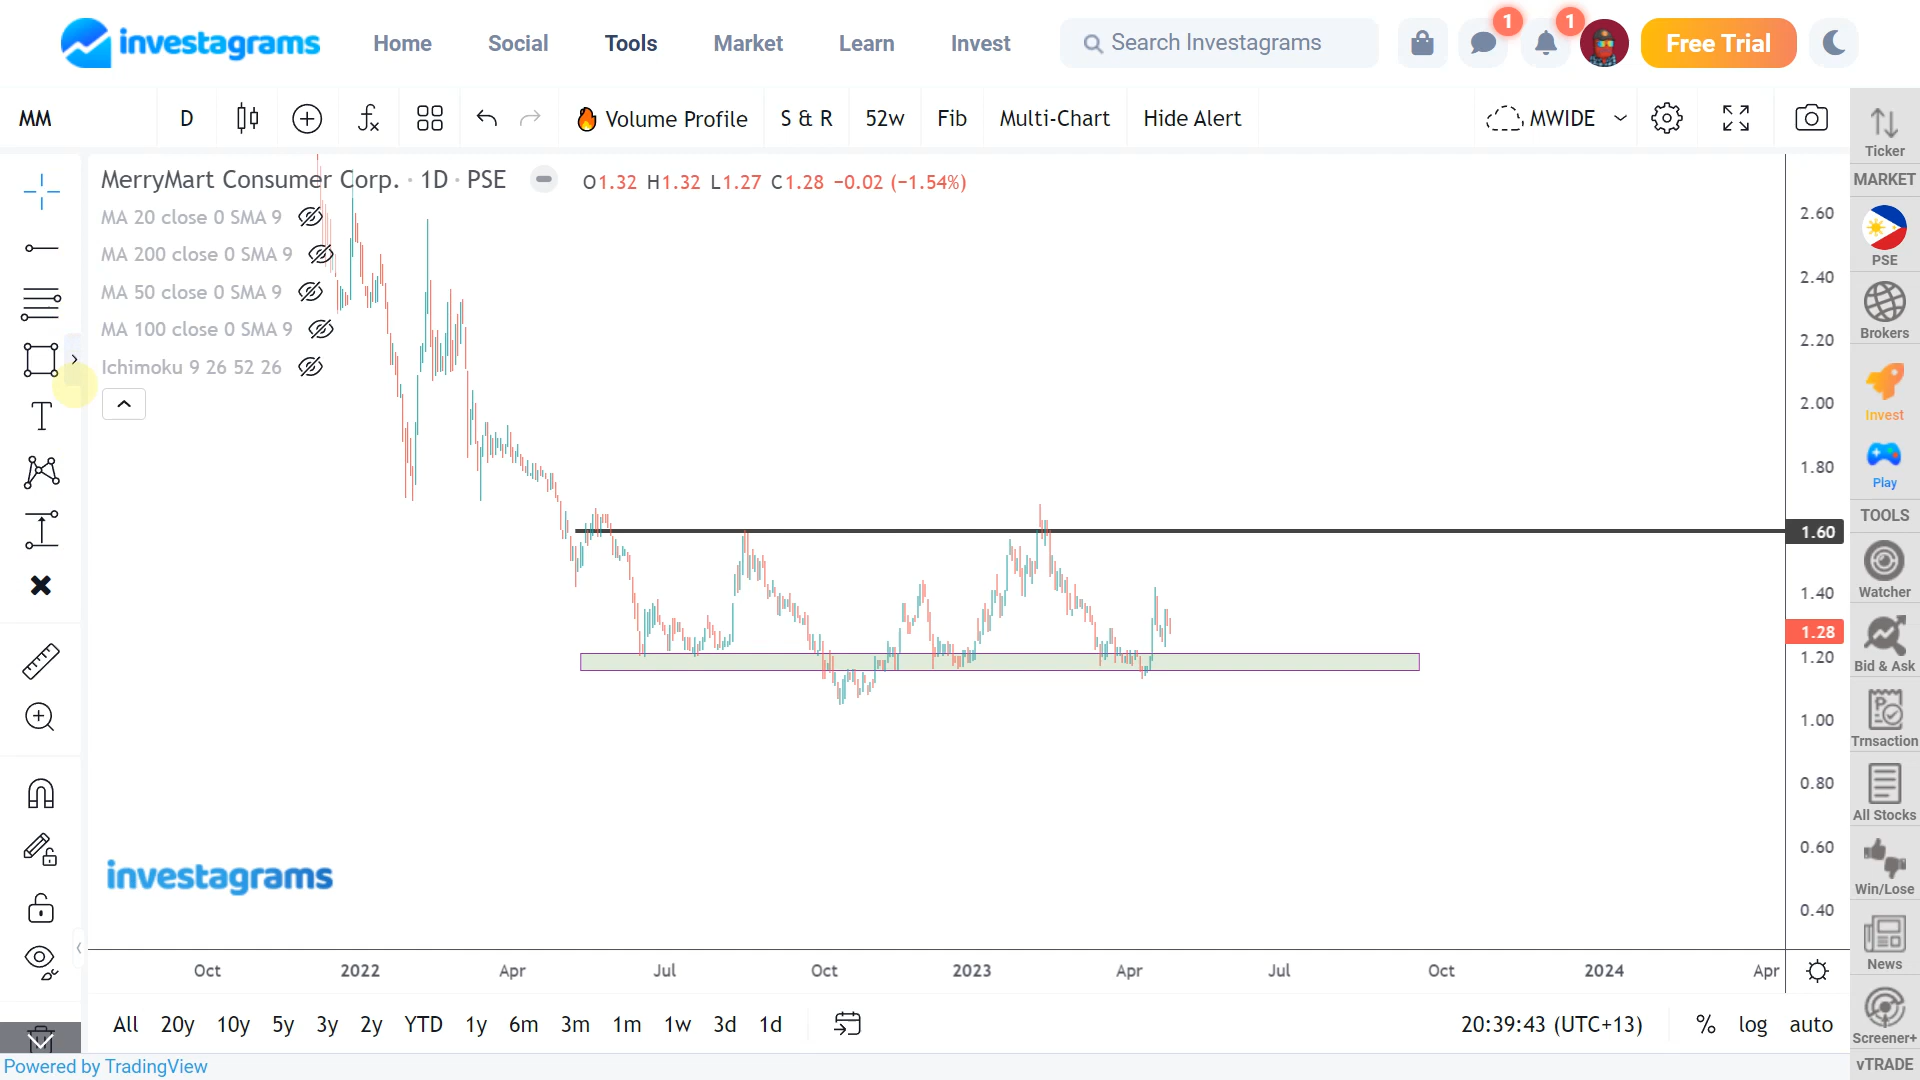 investagrams
Home Social Tools Market Learn Invest
Search Investagrams
1 1
Free Trial
MM D Volume Profile S & R 52w Fib Multi-Chart Hide Alert MWIDE
MerryMart Consumer Corp. · 1D · PSE O1.32 H1.32 L1.27 C1.28 −0.02 (−1.54%)
MA 20 close 0 SMA 9
MA 200 close 0 SMA 9
MA 50 close 0 SMA 9
MA 100 close 0 SMA 9
Ichimoku 9 26 52 26
T
2.60
2.40
2.20
2.00
1.80
1.60
1.40
1.28
1.20
1.00
0.80
0.60
0.40
investagrams
Oct 2022 Apr Jul Oct 2023 Apr Jul Oct 2024 Apr
All 20y 10y 5y 3y 2y YTD 1y 6m 3m 1m 1w 3d 1d
20:39:43 (UTC+13) % log auto
Powered by TradingView
Ticker
MARKET
PSE
Brokers
Invest
Play
TOOLS
Watcher
Bid & Ask
Trnsaction
All Stocks
Win/Lose
News
Screener+
vTRADE